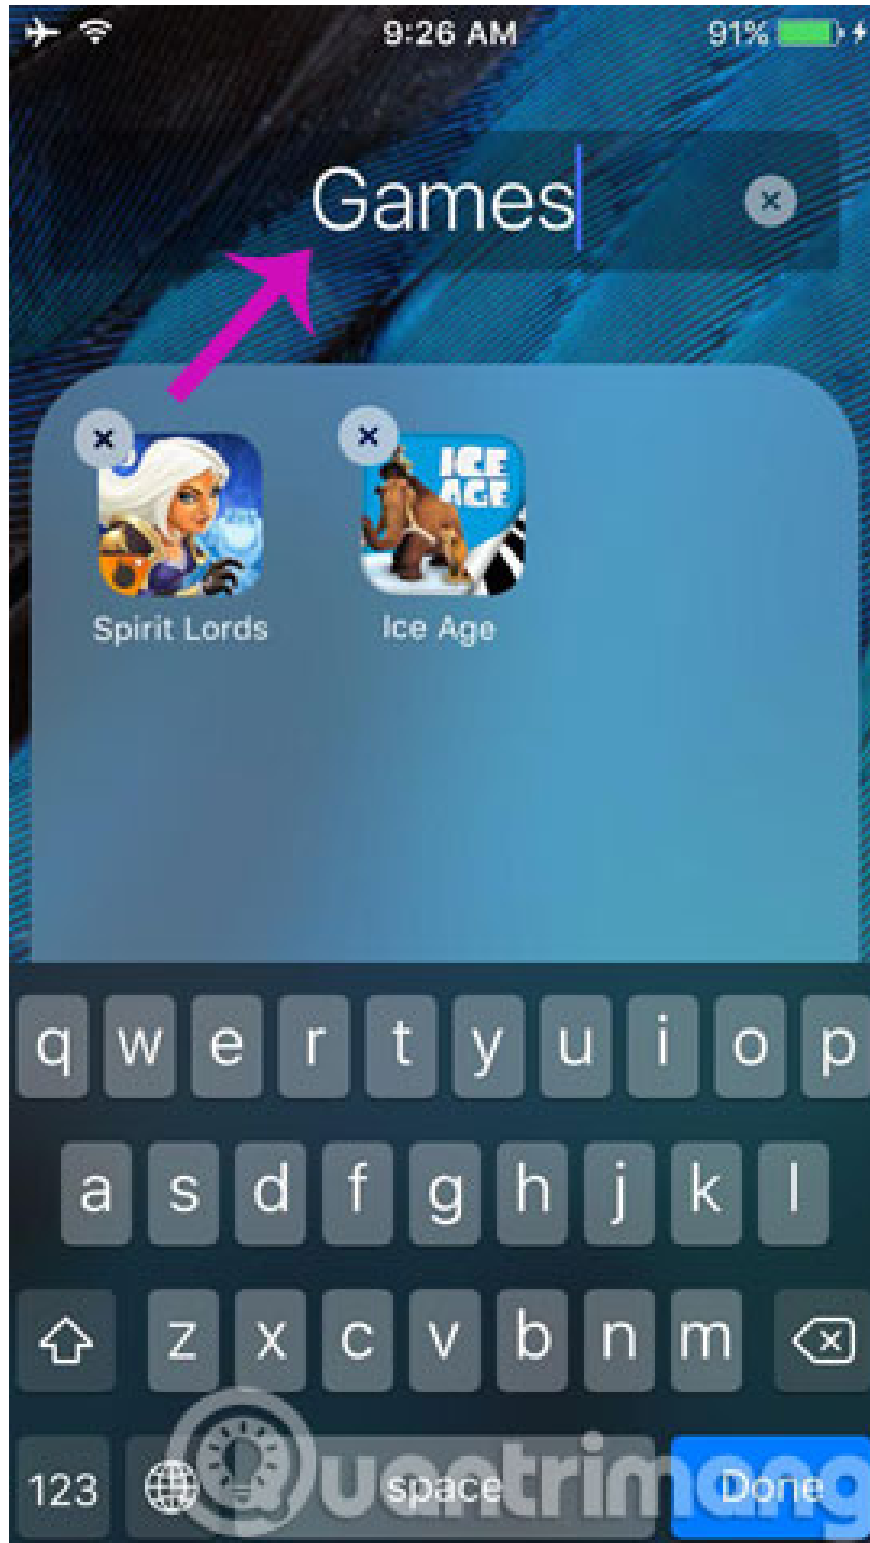 9:26 AM 91%
Games
ICE
AGE
Spirit Lords Ice Age
q w e r t y u i o p
a s d f g h j k l
z x c v b n m
123 space Done
Quantrimang